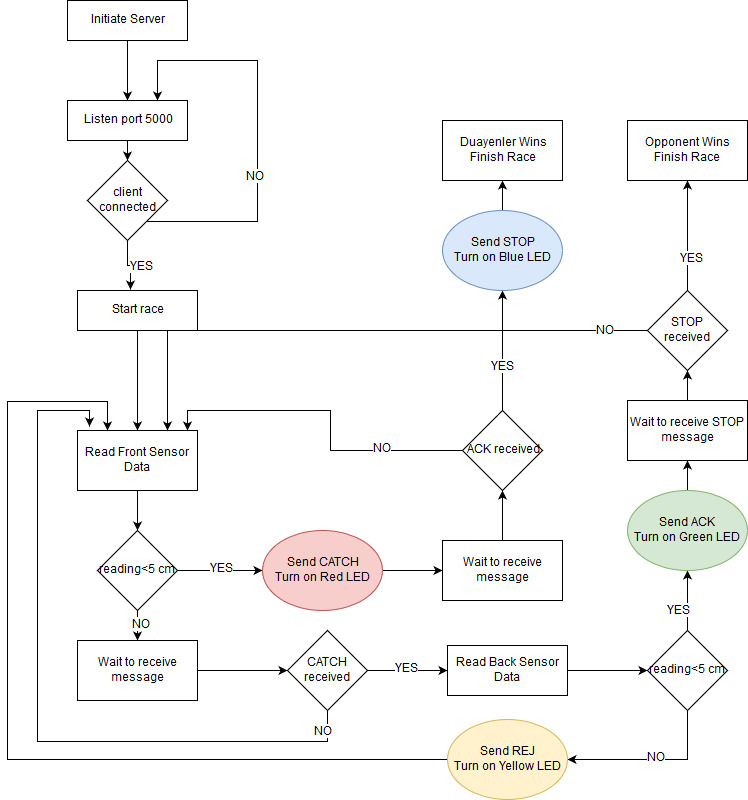 Initiate Server
Listen port 5000
client
connected
NO
YES
Start race
Duayenler Wins
Finish Race
Opponent Wins
Finish Race
Send STOP
Turn on Blue LED
YES
STOP
received
NO
YES
Wait to receive STOP
message
Read Front Sensor
Data
NO
ACK received
Send ACK
Turn on Green LED
reading<5 cm
YES
Send CATCH
Turn on Red LED
Wait to receive
message
NO
YES
Wait to receive
message
CATCH
received
YES
Read Back Sensor
Data
reading<5 cm
NO
NO
Send REJ
Turn on Yellow LED